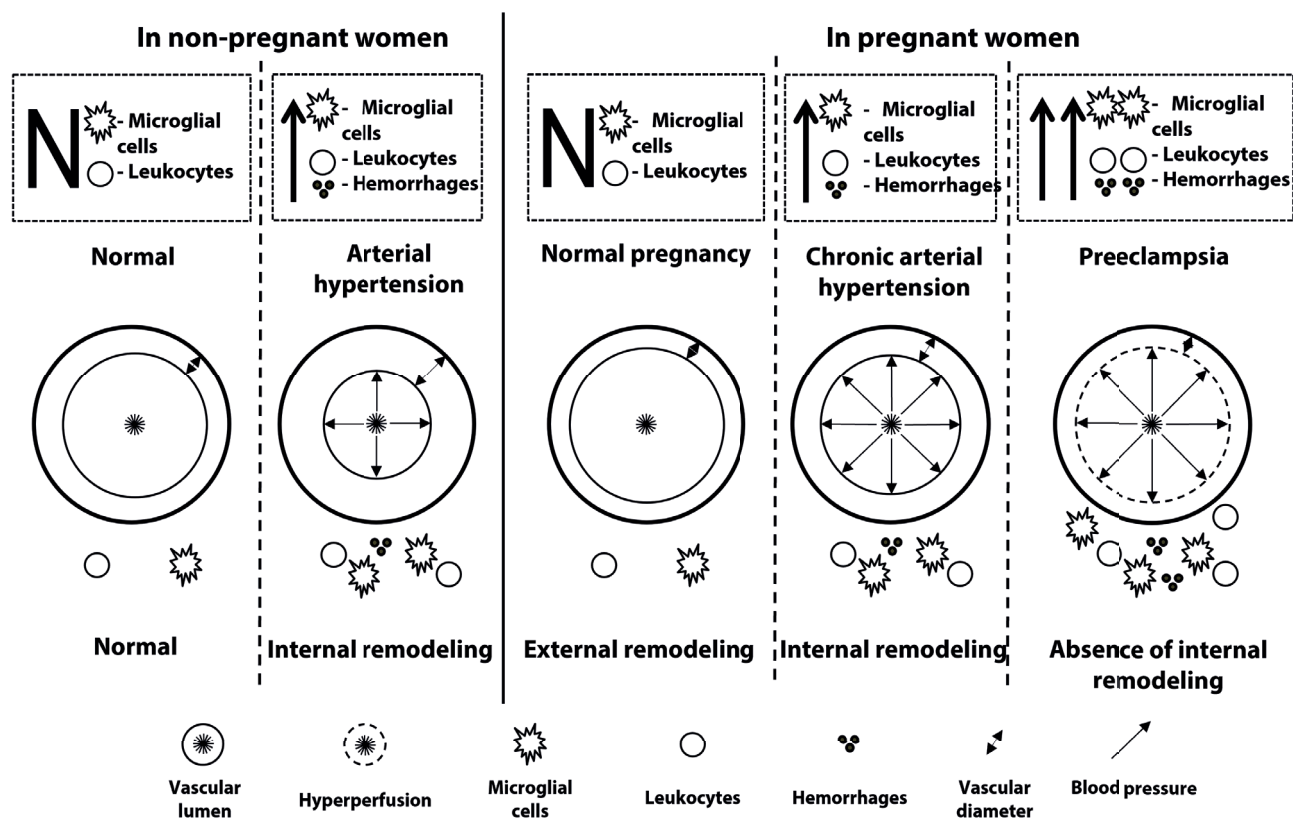 In non-pregnant women
In pregnant women
N
- Microglial
cells
- Leukocytes
- Microglial
cells
- Leukocytes
- Hemorrhages
N
- Microglial
cells
- Leukocytes
- Microglial
cells
- Leukocytes
- Hemorrhages
- Microglial
cells
- Leukocytes
- Hemorrhages
Normal
Arterial
hypertension
Normal pregnancy
Chronic arterial
hypertension
Preeclampsia
Normal
Internal remodeling
External remodeling
Internal remodeling
Absence of internal
remodeling
Vascular
lumen
Hyperperfusion
Microglial
cells
Leukocytes
Hemorrhages
Vascular
diameter
Blood pressure